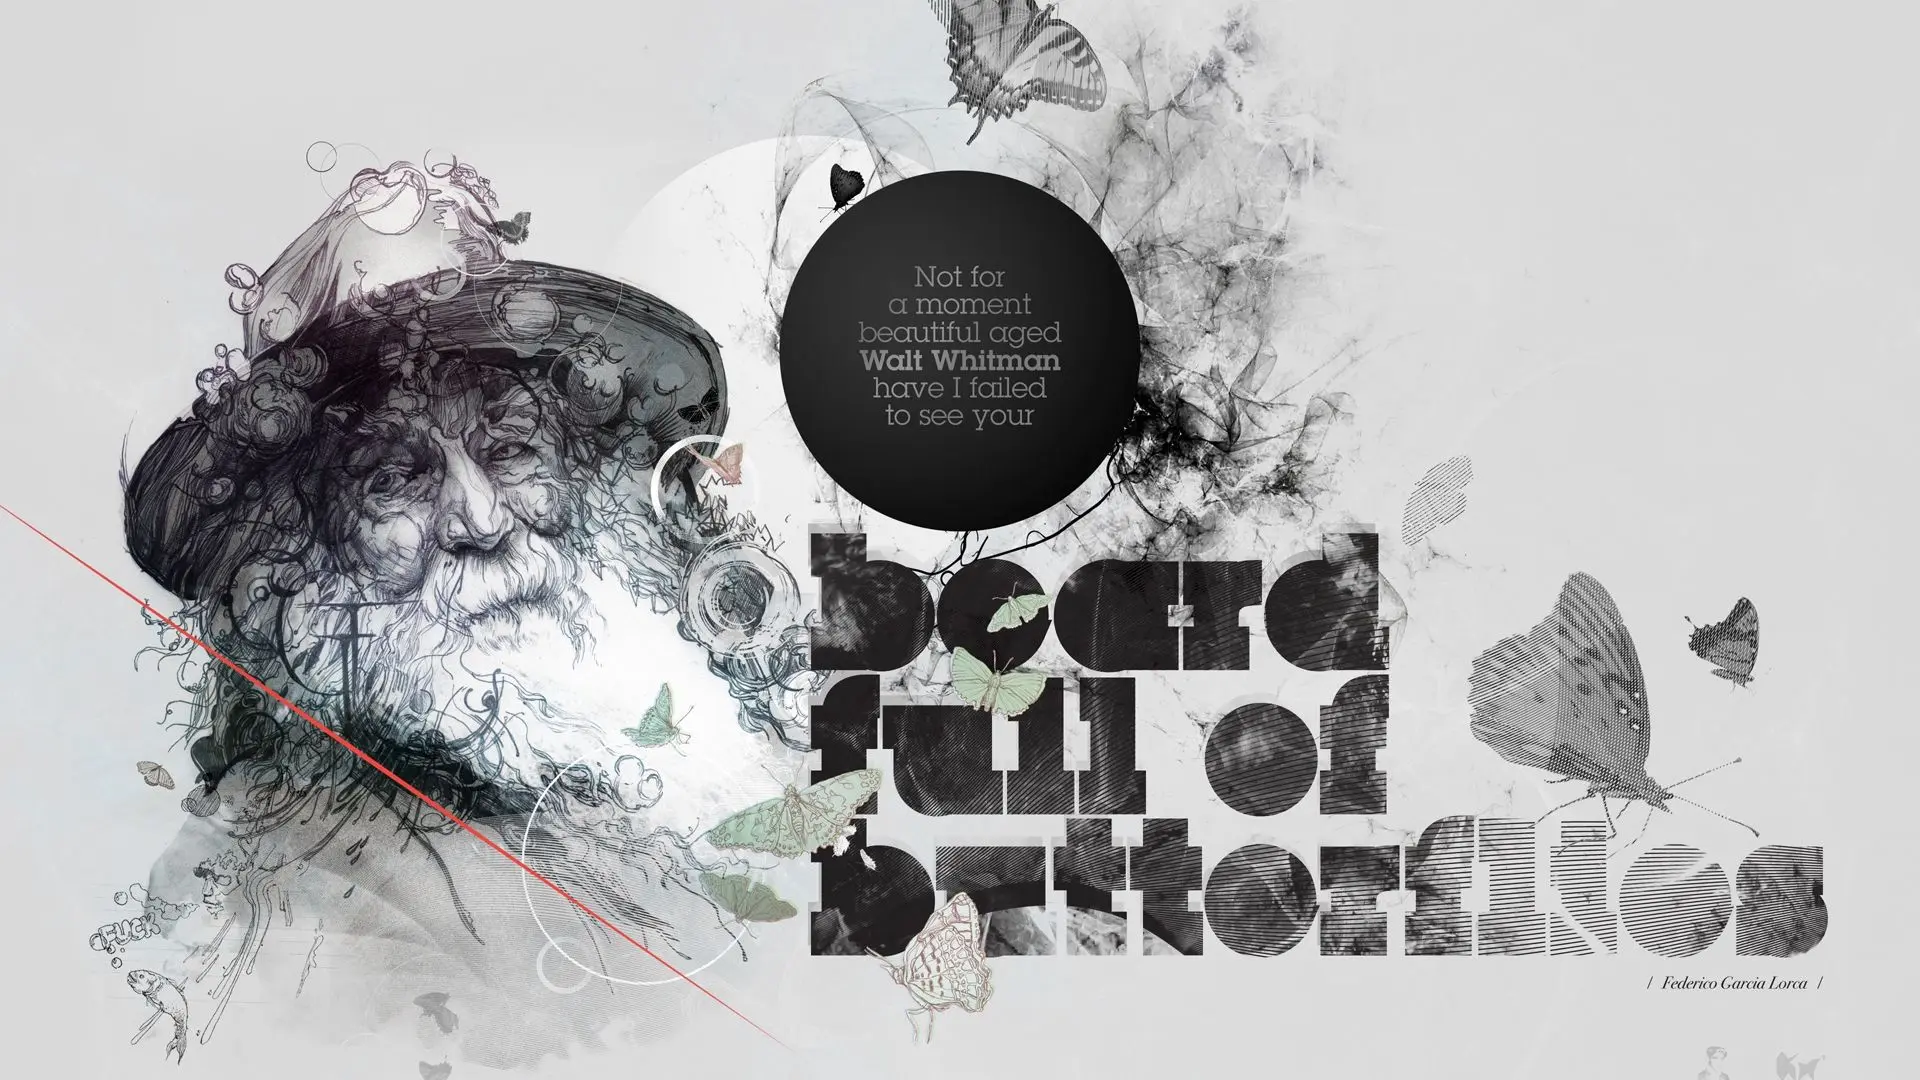 Not for
a moment
beautiful aged
Walt Whitman
have I failed
to see your
beard
full of
butterflies
/ Federico Garcia Lorca /
FUCK